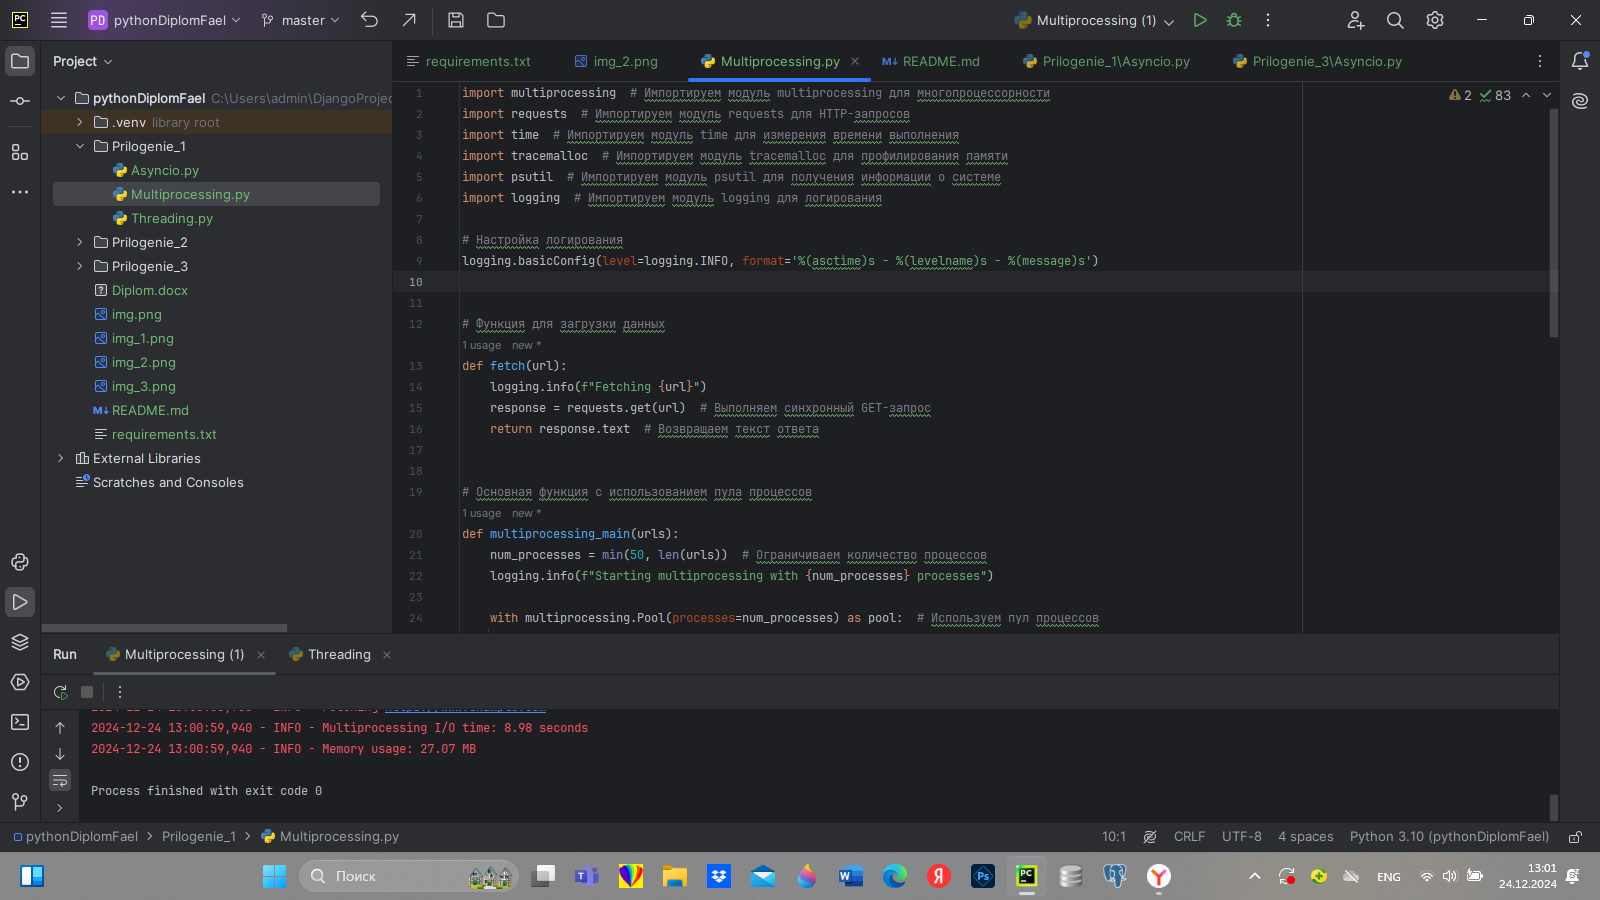 PC
PD pythonDiplomFael
master
Multiprocessing (1)
Project
requirements.txt
img_2.png
Multiprocessing.py
README.md
Prilogenie_1\Asyncio.py
Prilogenie_3\Asyncio.py
pythonDiplomFael C:\Users\admin\DjangoProjec
.venv library root
Prilogenie_1
Asyncio.py
Multiprocessing.py
Threading.py
Prilogenie_2
Prilogenie_3
Diplom.docx
img.png
img_1.png
img_2.png
img_3.png
README.md
requirements.txt
External Libraries
Scratches and Consoles
2 83
1 import multiprocessing # Импортируем модуль multiprocessing для многопроцессорности
2 import requests # Импортируем модуль requests для HTTP-запросов
3 import time # Импортируем модуль time для измерения времени выполнения
4 import tracemalloc # Импортируем модуль tracemalloc для профилирования памяти
5 import psutil # Импортируем модуль psutil для получения информации о системе
6 import logging # Импортируем модуль logging для логирования
7
8 # Настройка логирования
9 logging.basicConfig(level=logging.INFO, format='%(asctime)s - %(levelname)s - %(message)s')
10
11
12 # Функция для загрузки данных
1 usage new *
13 def fetch(url):
14 logging.info(f"Fetching {url}")
15 response = requests.get(url) # Выполняем синхронный GET-запрос
16 return response.text # Возвращаем текст ответа
17
18
19 # Основная функция с использованием пула процессов
1 usage new *
20 def multiprocessing_main(urls):
21 num_processes = min(50, len(urls)) # Ограничиваем количество процессов
22 logging.info(f"Starting multiprocessing with {num_processes} processes")
23
24 with multiprocessing.Pool(processes=num_processes) as pool: # Используем пул процессов
Run
Multiprocessing (1)
Threading
2024-12-24 13:00:59,940 - INFO - Multiprocessing I/O time: 8.98 seconds
2024-12-24 13:00:59,940 - INFO - Memory usage: 27.07 MB
Process finished with exit code 0
pythonDiplomFael > Prilogenie_1 > Multiprocessing.py
10:1 CRLF UTF-8 4 spaces Python 3.10 (pythonDiplomFael)
Поиск
ENG
13:01
24.12.2024